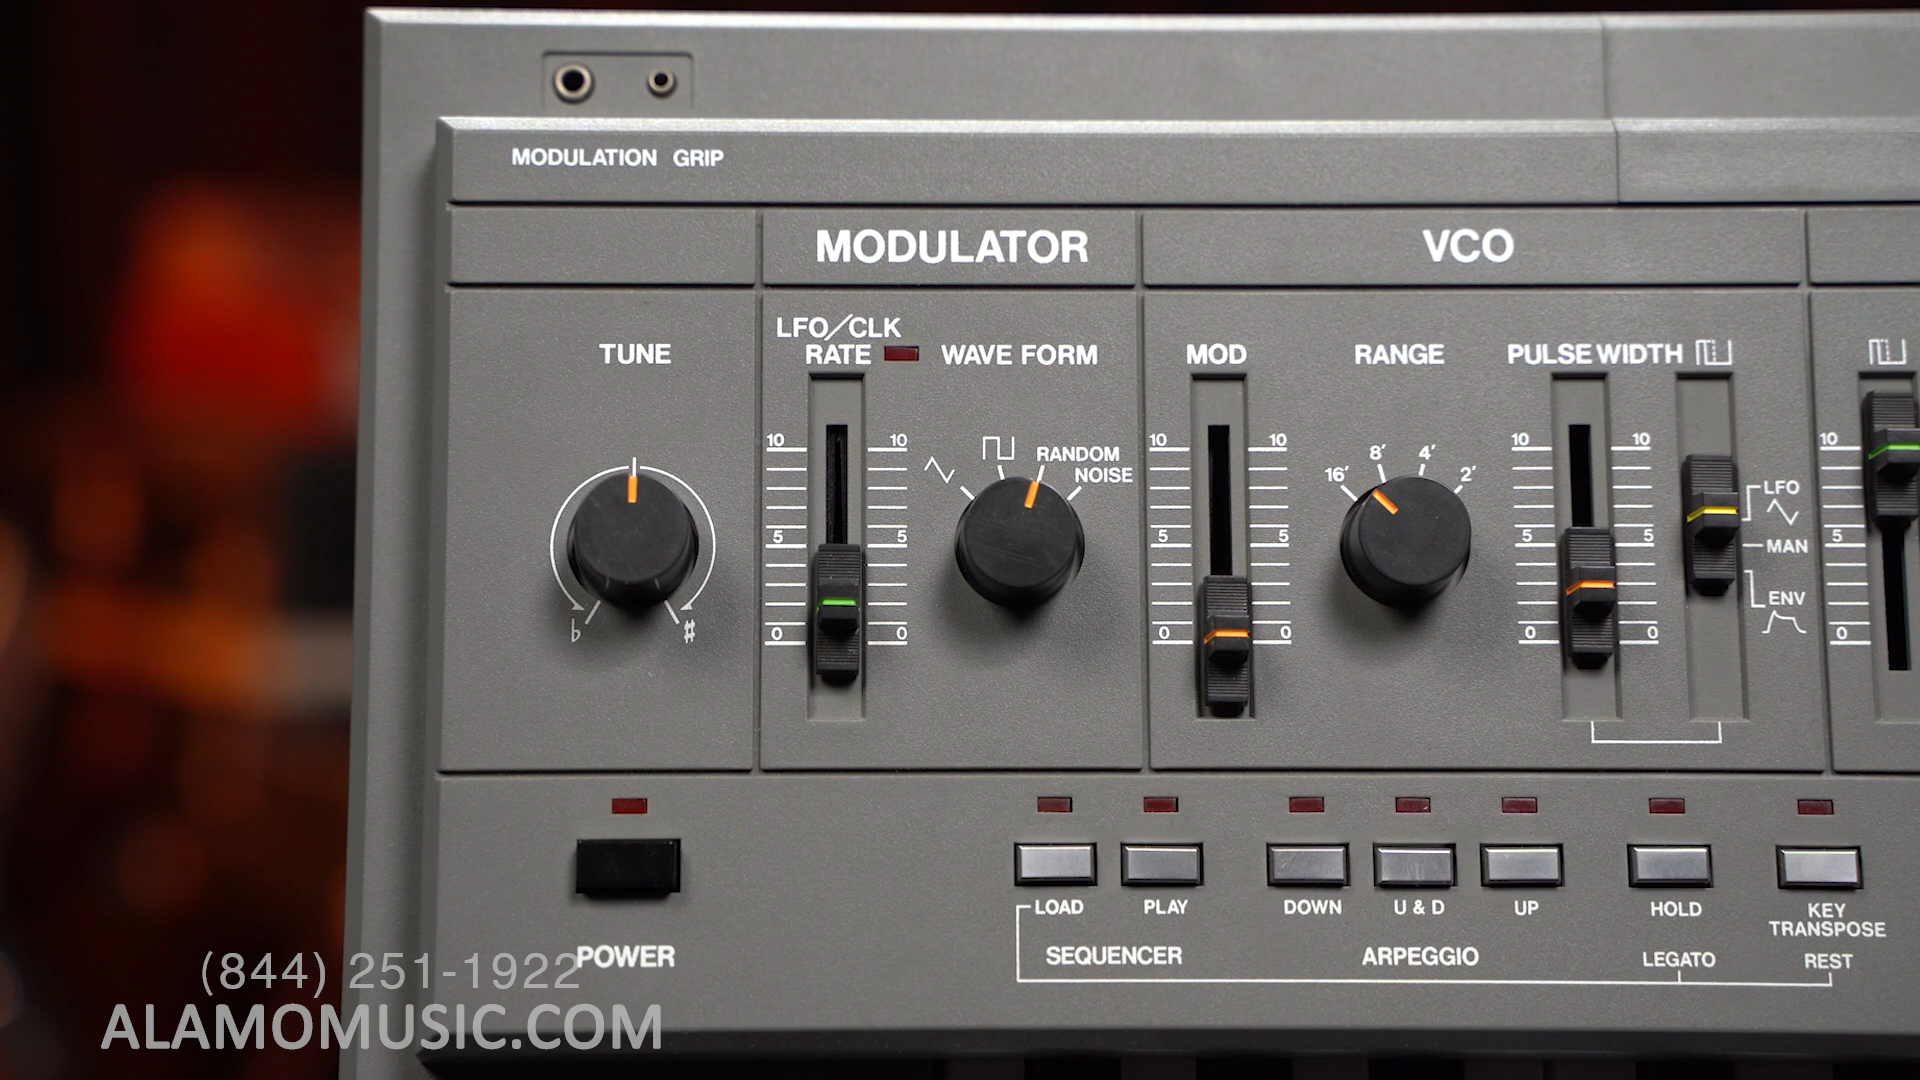 MODULATION GRIP
MODULATOR
VCO
TUNE
LFO/CLK
RATE
WAVE FORM
MOD
RANGE
PULSE WIDTH
10 10
5 5
0 0
RANDOM
NOISE
10 10
5 5
0 0
16′ 8′ 4′ 2′
10 10
5 5
0 0
LFO
MAN
ENV
10
5
0
♭ ♯
LOAD PLAY DOWN U & D UP HOLD KEY
TRANSPOSE
POWER
SEQUENCER
ARPEGGIO
LEGATO
REST
(844) 251-1922
ALAMOMUSIC.COM